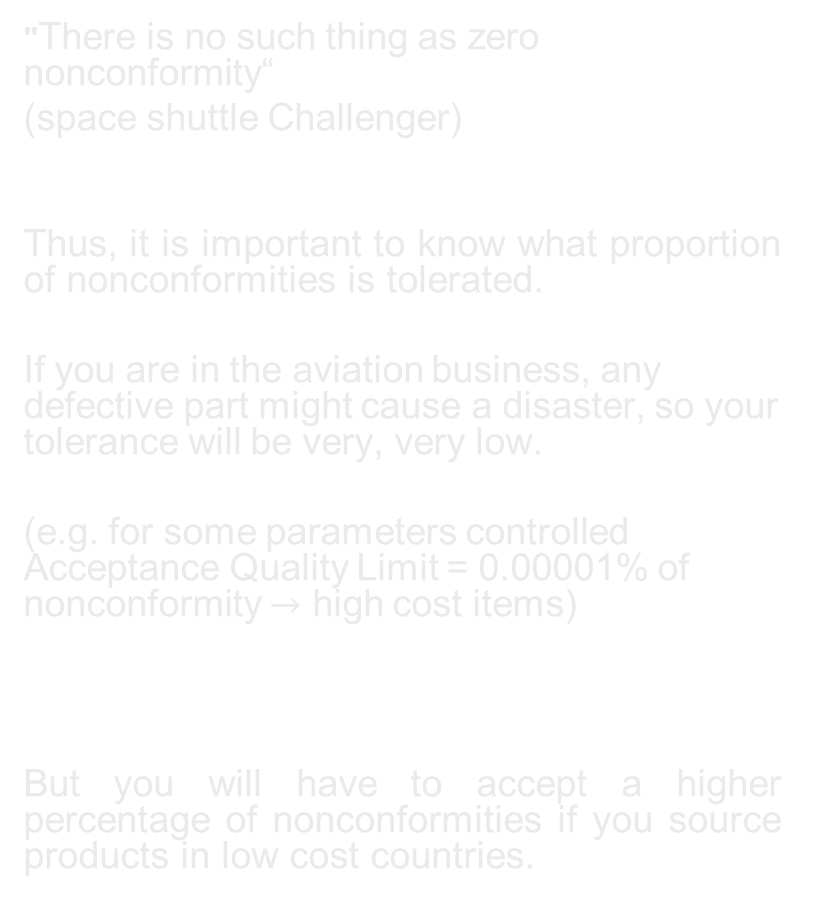 "There is no such thing as zero
nonconformity“
(space shuttle Challenger)
Thus, it is important to know what proportion
of nonconformities is tolerated.
If you are in the aviation business, any
defective part might cause a disaster, so your
tolerance will be very, very low.
(e.g. for some parameters controlled
Acceptance Quality Limit = 0.00001% of
nonconformity → high cost items)
But you will have to accept a higher
percentage of nonconformities if you source
products in low cost countries.